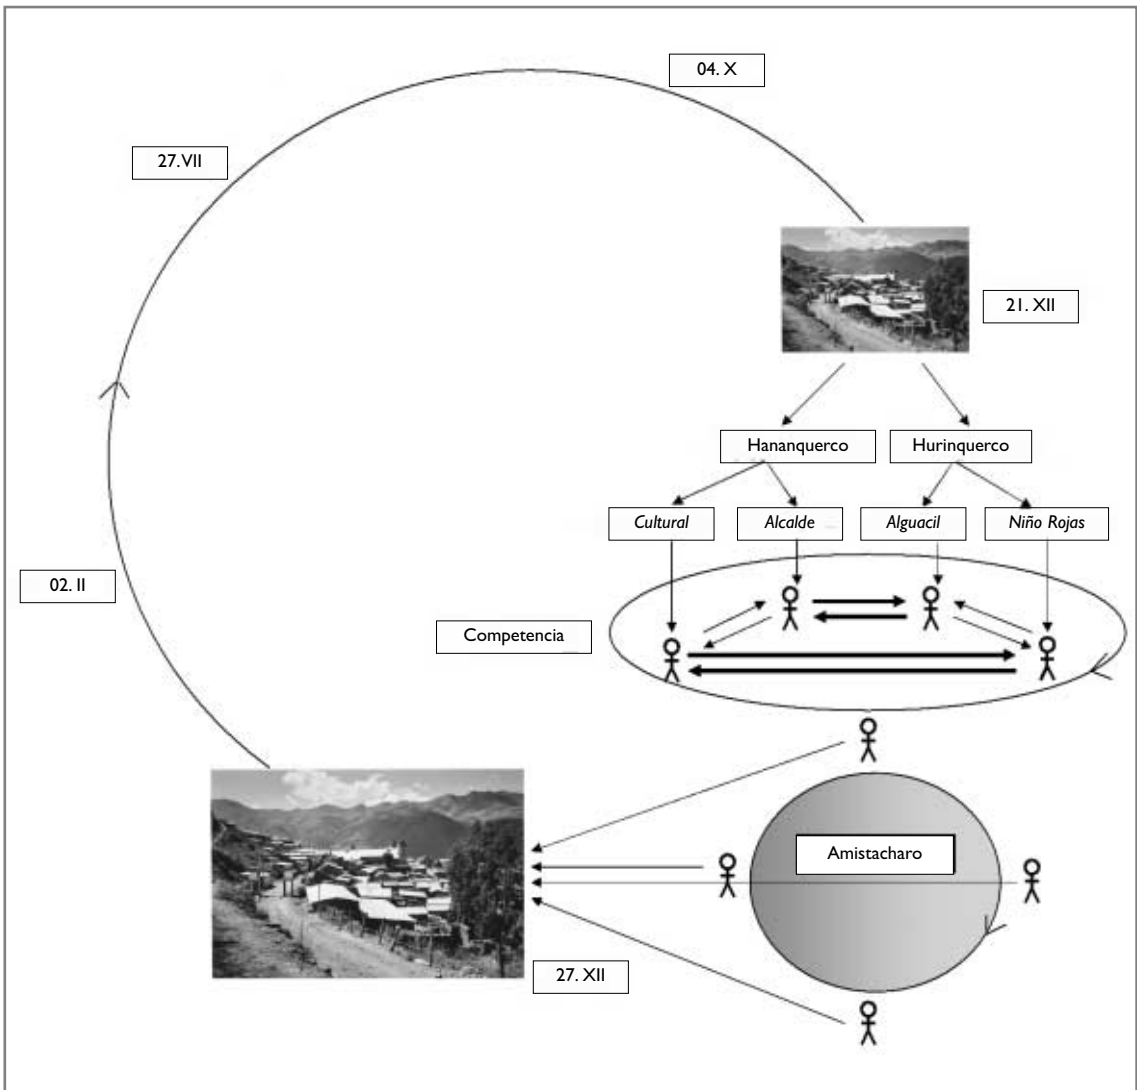 04. X
27. VII
21. XII
Hananquerco
Hurinquerco
Cultural
Alcalde
Alguacil
Niño Rojas
02. II
Competencia
Amistacharo
27. XII